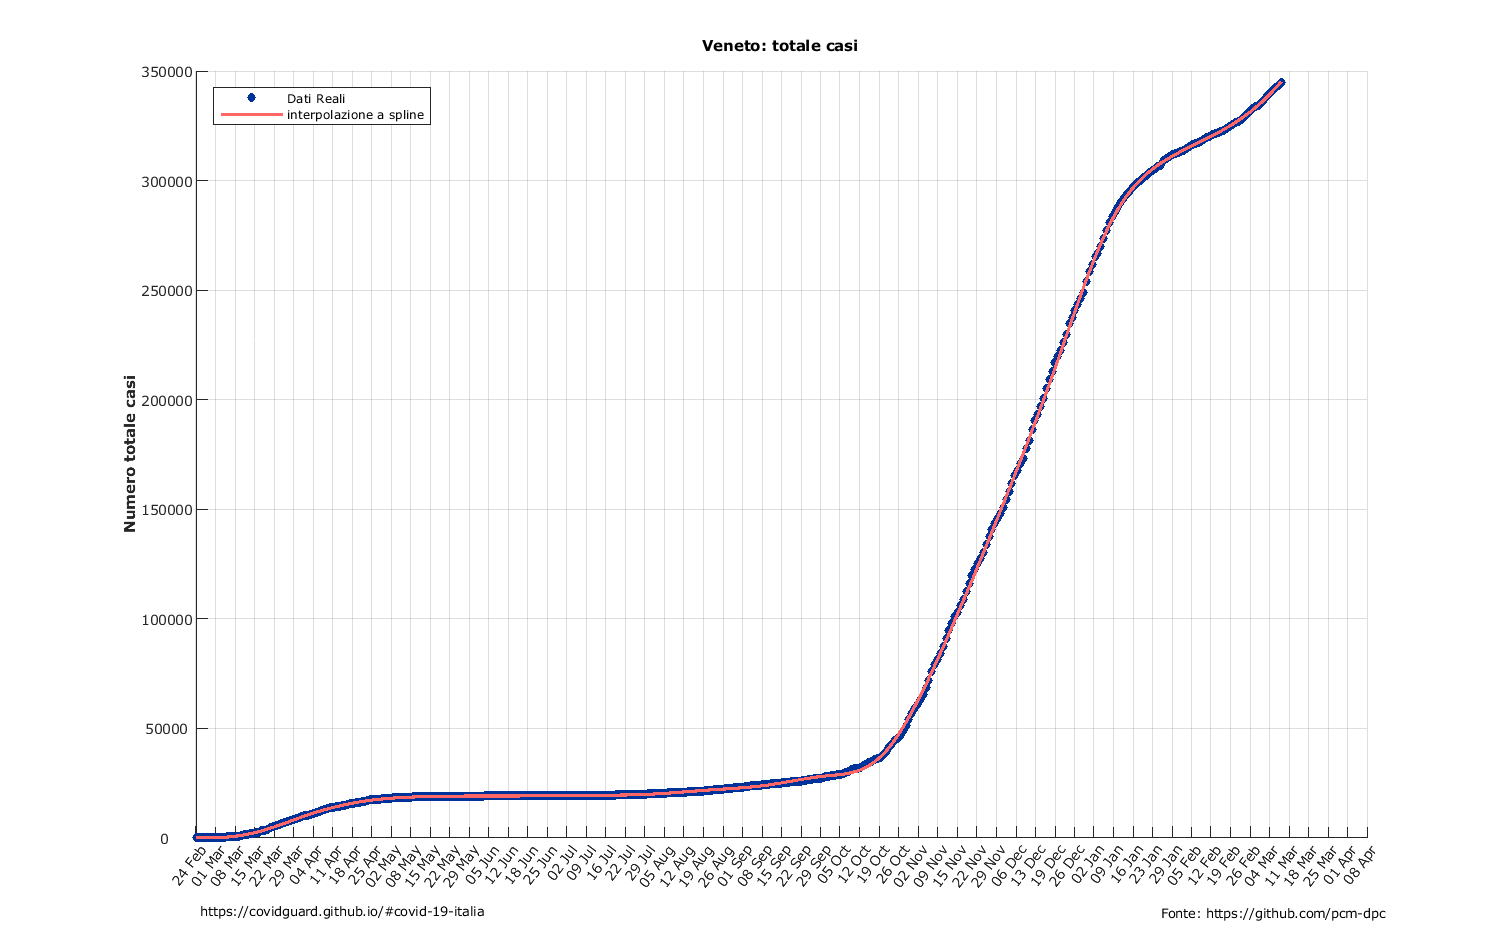 Veneto: totale casi
350000
300000
250000
200000
150000
100000
50000
0
Numero totale casi
Dati Reali
interpolazione a spline
24 Feb
01 Mar
08 Mar
15 Mar
22 Mar
29 Mar
04 Apr
11 Apr
18 Apr
25 Apr
02 May
08 May
15 May
22 May
29 May
05 Jun
12 Jun
18 Jun
25 Jun
02 Jul
09 Jul
16 Jul
22 Jul
29 Jul
05 Aug
12 Aug
19 Aug
26 Aug
01 Sep
08 Sep
15 Sep
22 Sep
29 Sep
05 Oct
12 Oct
19 Oct
26 Oct
02 Nov
09 Nov
15 Nov
22 Nov
29 Nov
06 Dec
13 Dec
19 Dec
26 Dec
02 Jan
09 Jan
16 Jan
23 Jan
29 Jan
05 Feb
12 Feb
19 Feb
26 Feb
04 Mar
11 Mar
18 Mar
25 Mar
01 Apr
08 Apr
https://covidguard.github.io/#covid-19-italia
Fonte: https://github.com/pcm-dpc